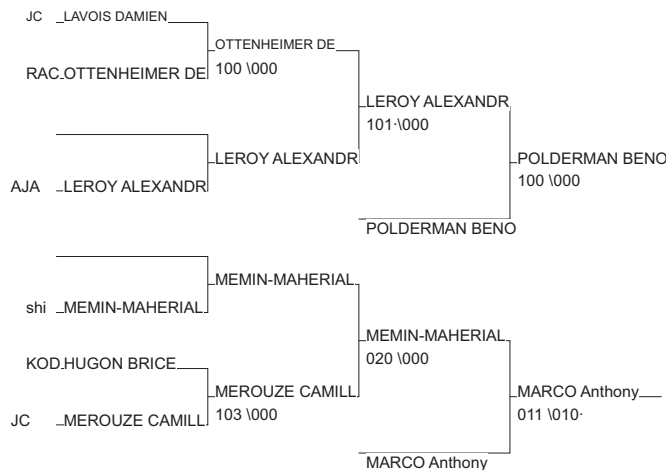 JC LAVOIS DAMIEN
OTTENHEIMER DE
100 \000
RAC OTTENHEIMER DE
LEROY ALEXANDR
101·\000
LEROY ALEXANDR
POLDERMAN BENO
100 \000
AJA LEROY ALEXANDR
POLDERMAN BENO
MEMIN-MAHERIAL
shi MEMIN-MAHERIAL
MEMIN-MAHERIAL
020 \000
KOD HUGON BRICE
MEROUZE CAMILL
103 \000
MARCO Anthony
011 \010·
JC MEROUZE CAMILL
MARCO Anthony